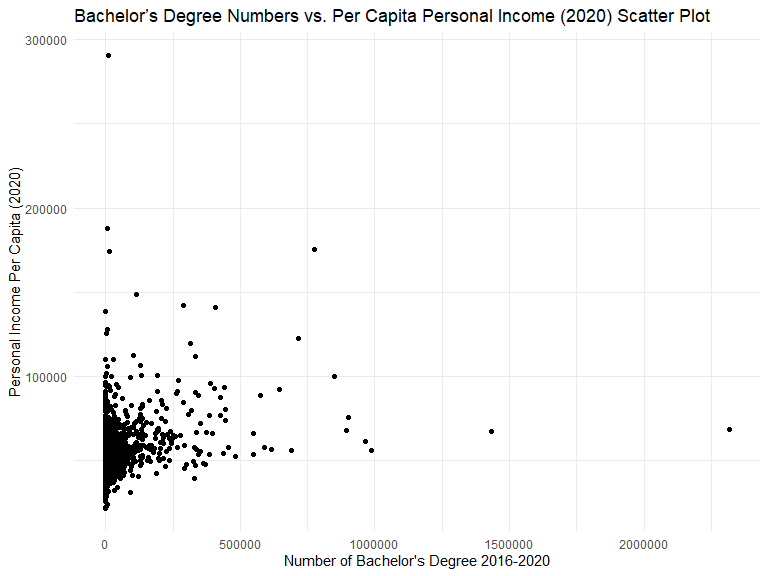 Bachelor’s Degree Numbers vs. Per Capita Personal Income (2020) Scatter Plot
300000
200000
100000
Personal Income Per Capita (2020)
0
500000
1000000
1500000
2000000
Number of Bachelor's Degree 2016-2020